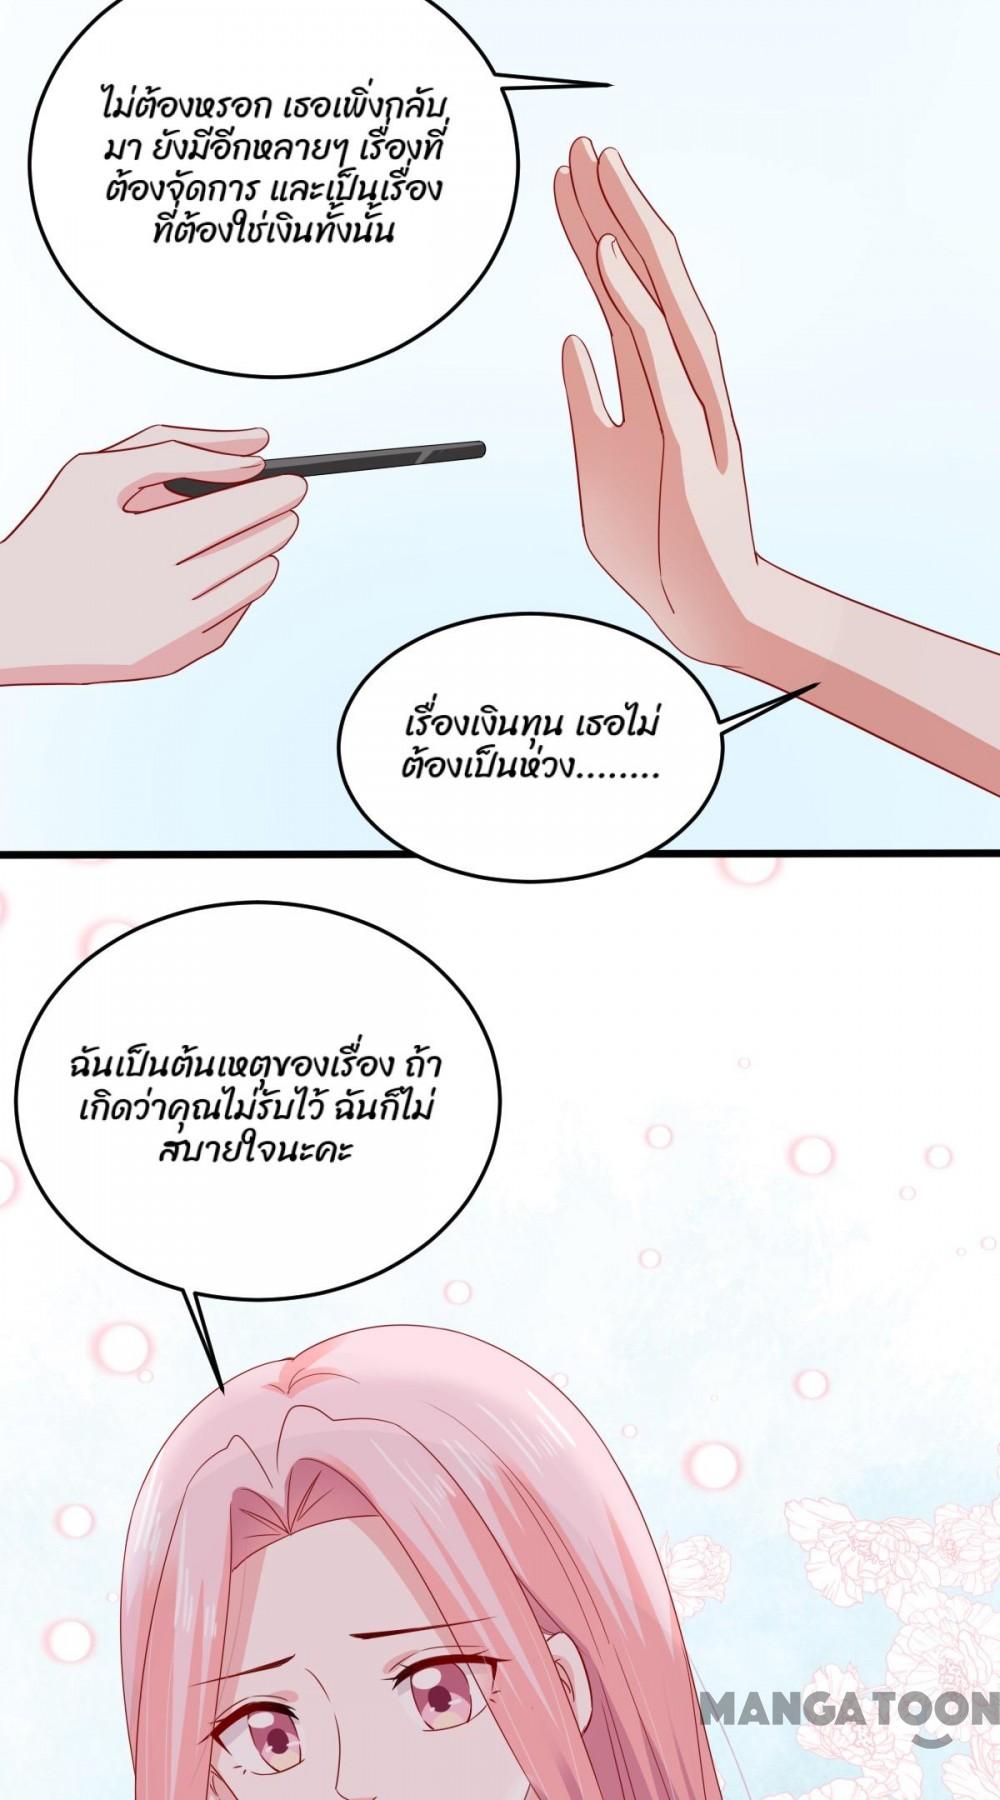 ไม่ต้องหรอก เธอเพิ่งกลับ
มา ยังมีอีกหลายๆ เรื่องที่
ต้องจัดการ และเป็นเรื่อง
ที่ต้องใช่เงินทั้งนั้น
เรื่องเงินทุน เธอไม่
ต้องเป็นห่วง........
ฉันเป็นต้นเหตุของเรื่อง ถ้า
เกิดว่าคุณไม่รับไว้ ฉันก็ไม่
สบายใจนะคะ
MANGATOON